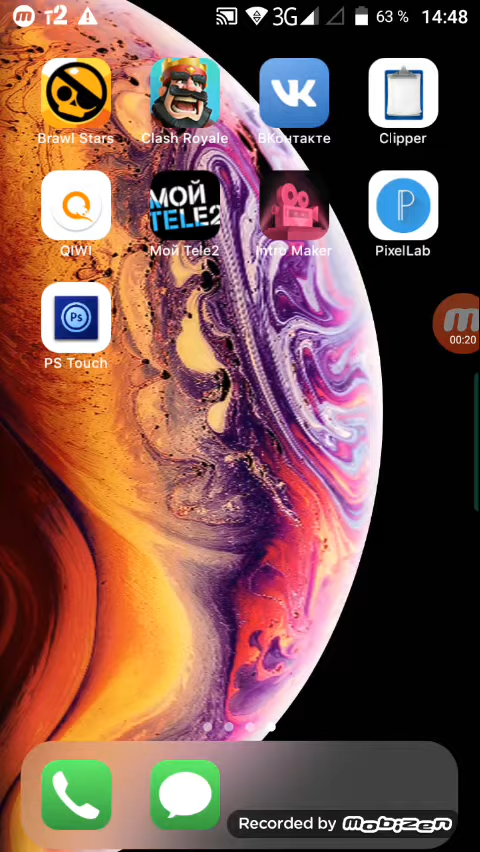 T2 3G 63 % 14:48
Brawl Stars Clash Royale ВКонтакте Clipper
МОЙ
TELE2
QIWI Мой Tele2 Intro Maker PixelLab
Ps
PS Touch
00:20
Recorded by MOBIZEN